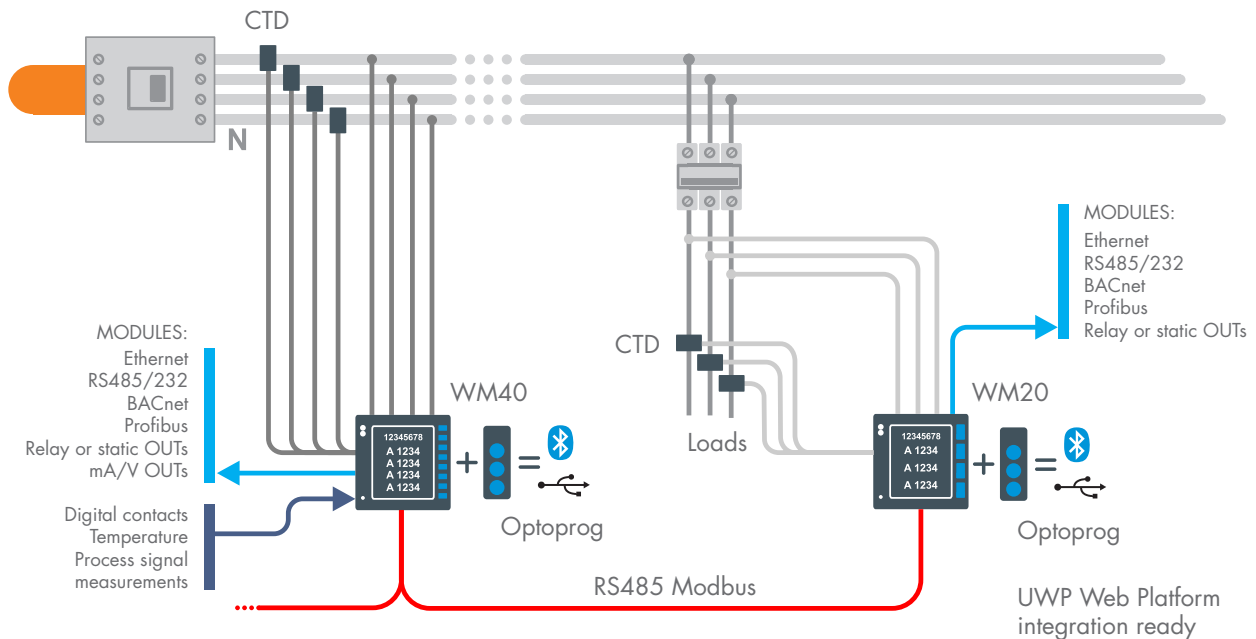 CTD
N
MODULES:
Ethernet
RS485/232
BACnet
Profibus
Relay or static OUTs
mA/V OUTs
Digital contacts
Temperature
Process signal
measurements
WM40
12345678
A 1234
A 1234
A 1234
A 1234
+
=
Optoprog
RS485 Modbus
CTD
Loads
WM20
12345678
A 1234
A 1234
A 1234
+
=
Optoprog
MODULES:
Ethernet
RS485/232
BACnet
Profibus
Relay or static OUTs
UWP Web Platform
integration ready